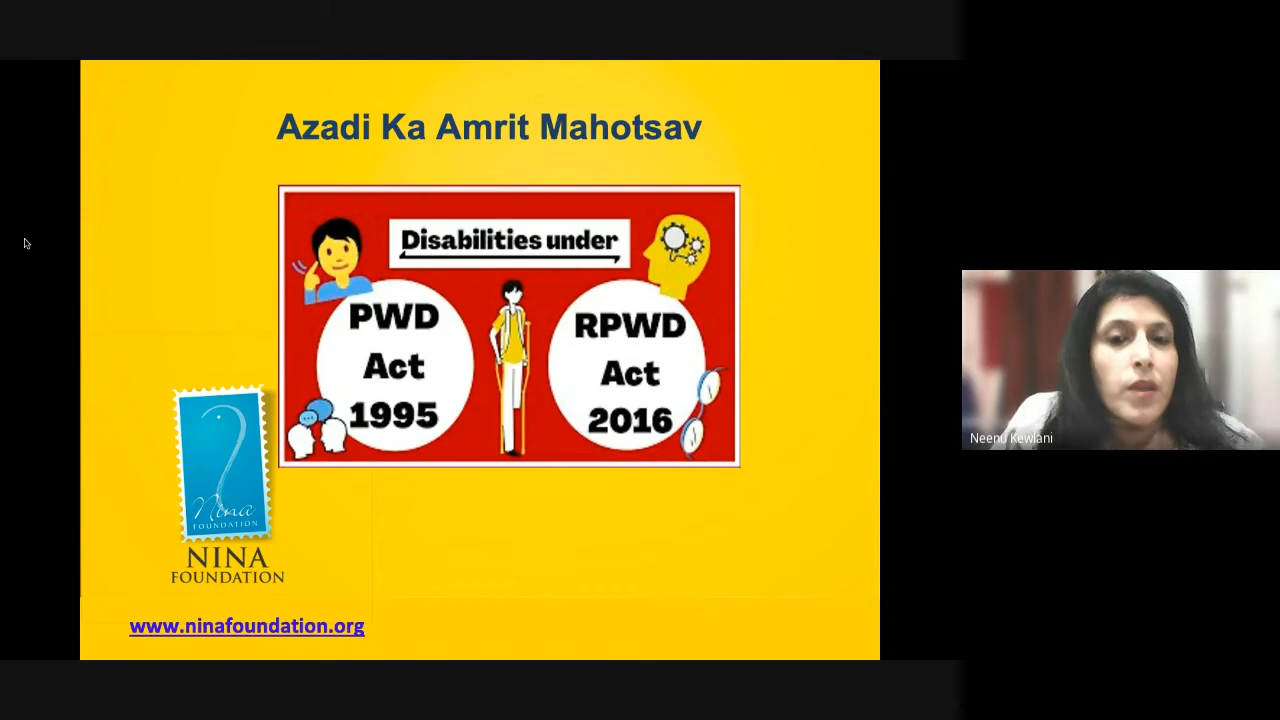 Azadi Ka Amrit Mahotsav
Disabilities under
PWD
Act
1995
RPWD
Act
2016
Nina
FOUNDATION
NINA
FOUNDATION
www.ninafoundation.org
Neenu Kewlani